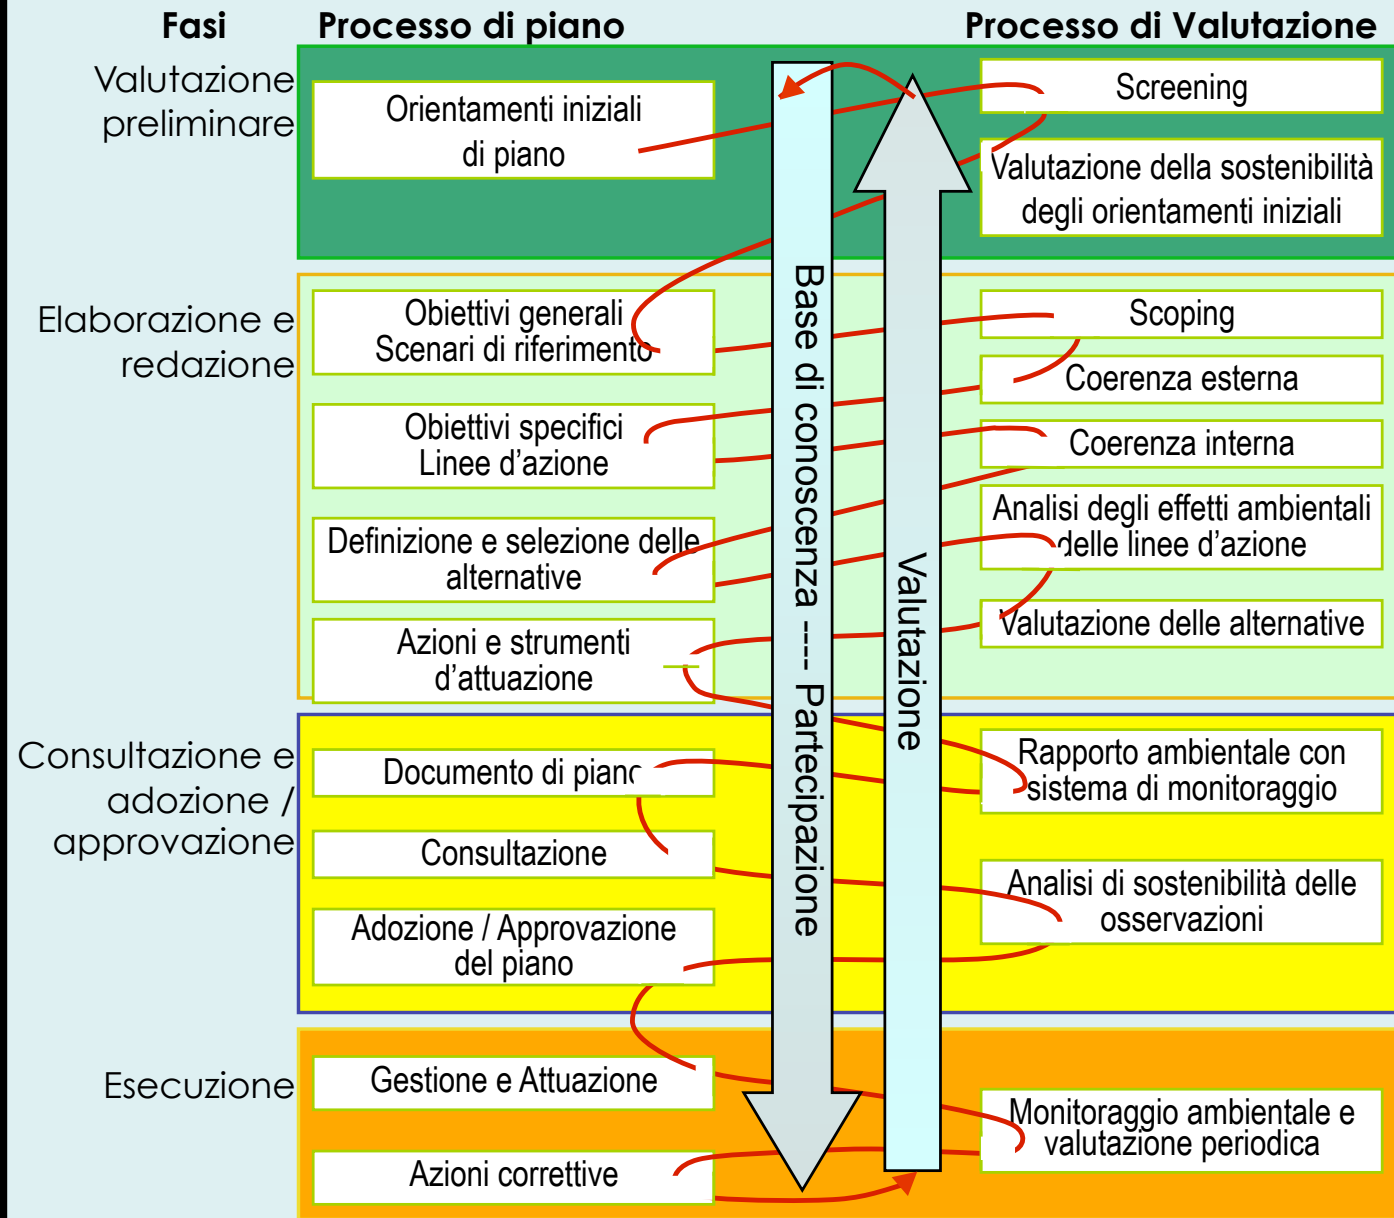 Fasi
Processo di piano
Processo di Valutazione
Valutazione
preliminare
Orientamenti iniziali
di piano
Screening
Valutazione della sostenibilità
degli orientamenti iniziali
Elaborazione e
redazione
Obiettivi generali
Scenari di riferimento
Obiettivi specifici
Linee d'azione
Definizione e selezione delle
alternative
Azioni e strumenti
d'attuazione
Scoping
Coerenza esterna
Coerenza interna
Analisi degli effetti ambientali
delle linee d'azione
Valutazione delle alternative
Base di conoscenza ---- Partecipazione
Valutazione
Consultazione e
adozione /
approvazione
Documento di piano
Consultazione
Adozione / Approvazione
del piano
Rapporto ambientale con
sistema di monitoraggio
Analisi di sostenibilità delle
osservazioni
Esecuzione
Gestione e Attuazione
Azioni correttive
Monitoraggio ambientale e
valutazione periodica